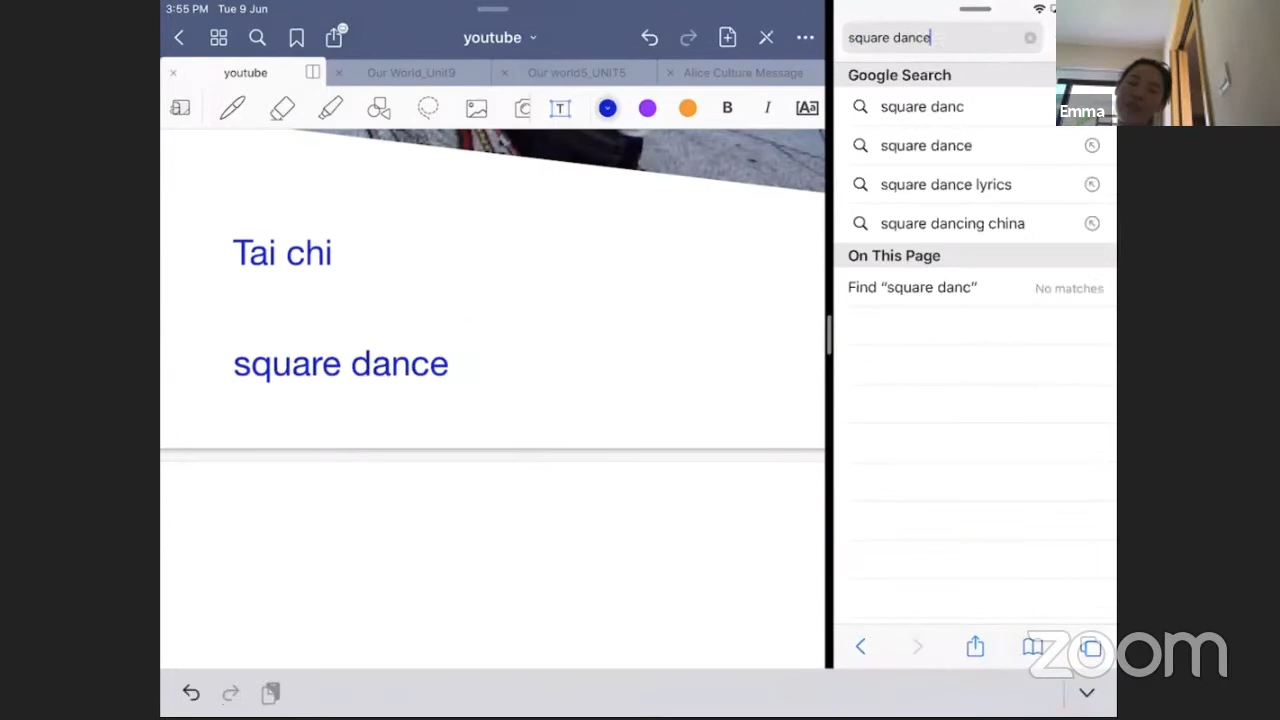 3:55 PM Tue 9 Jun
youtube
youtube
Our World_Unit9
Our world5_UNIT5
Alice Culture Message
T
B
I
Aa
Tai chi
square dance
square dance
Google Search
square danc
square dance
square dance lyrics
square dancing china
On This Page
Find “square danc”
No matches
Emma
zoom